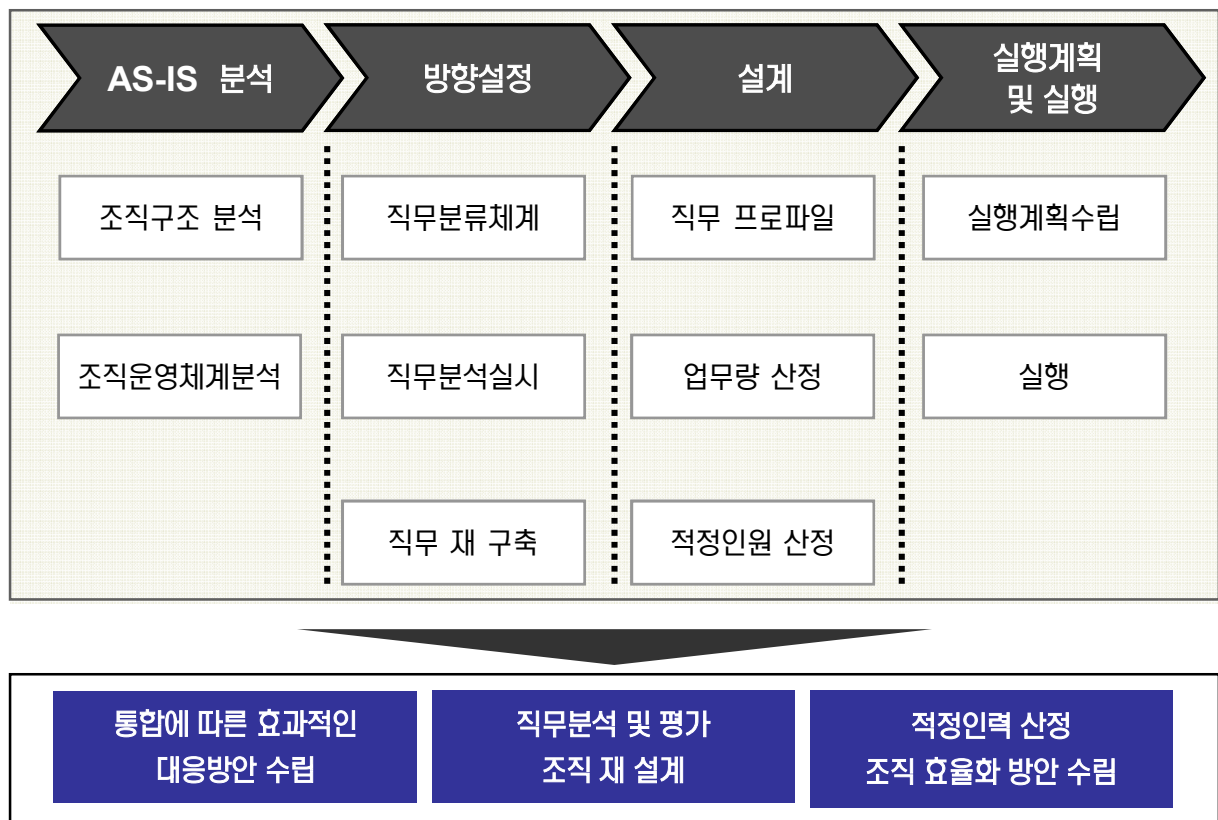 AS-IS 분석
방향설정
설계
실행계획
및 실행
조직구조 분석
직무분류체계
직무 프로파일
실행계획수립
조직운영체계분석
직무분석실시
업무량 산정
실행
직무 재 구축
적정인원 산정
통합에 따른 효과적인
대응방안 수립
직무분석 및 평가
조직 재 설계
적정인력 산정
조직 효율화 방안 수림